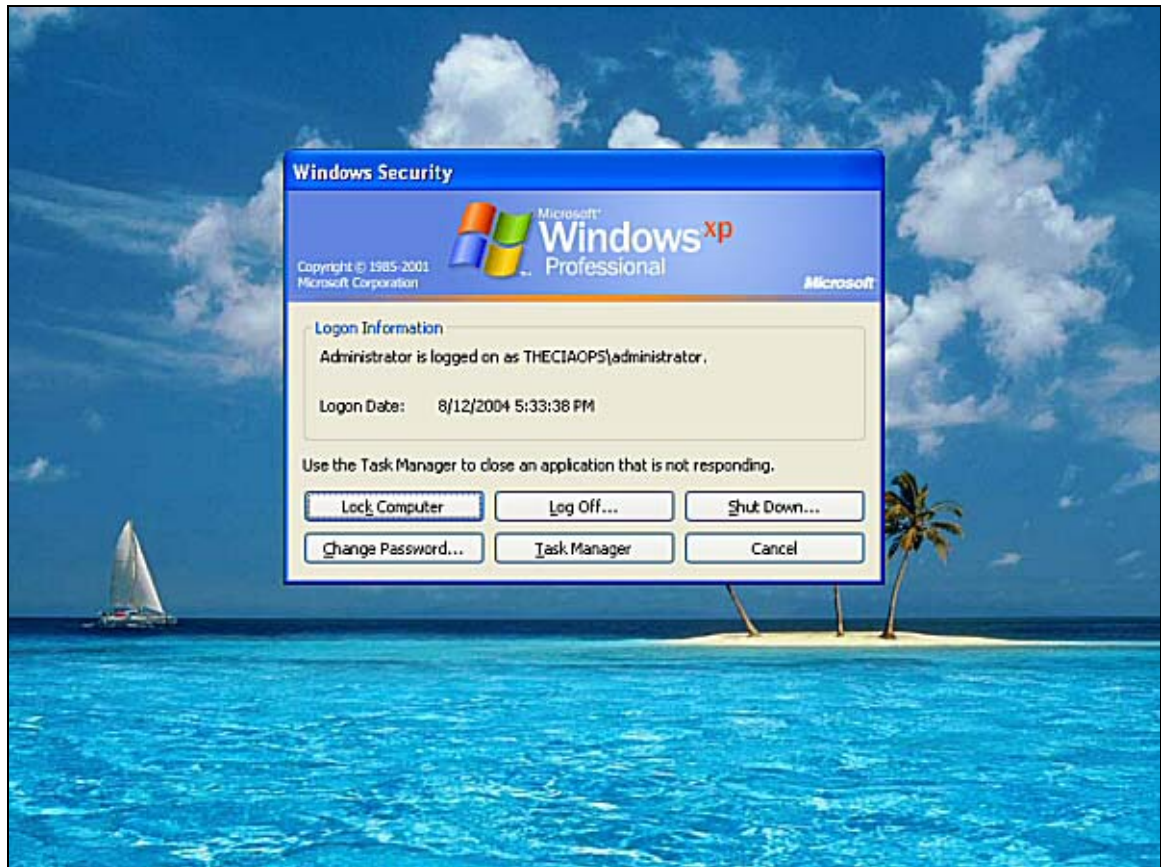 Windows Security
Microsoft®
Windows xp
Professional
Copyright © 1985-2001
Microsoft Corporation
Microsoft
Logon Information
Administrator is logged on as THECIAOPS\administrator.
Logon Date: 8/12/2004 5:33:38 PM
Use the Task Manager to close an application that is not responding.
Lock Computer Log Off... Shut Down...
Change Password... Task Manager Cancel